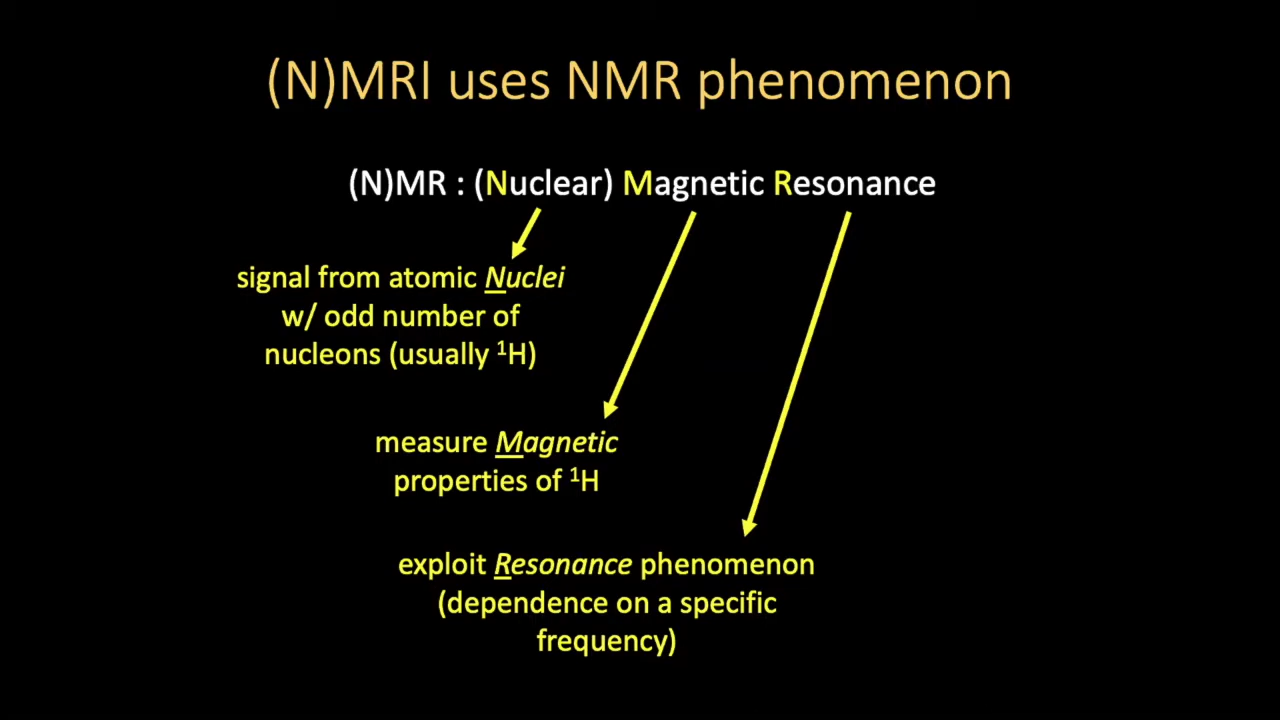 (N)MRI uses NMR phenomenon
(N)MR : (Nuclear) Magnetic Resonance
signal from atomic Nuclei
w/ odd number of
nucleons (usually ¹H)
measure Magnetic
properties of ¹H
exploit Resonance phenomenon
(dependence on a specific
frequency)